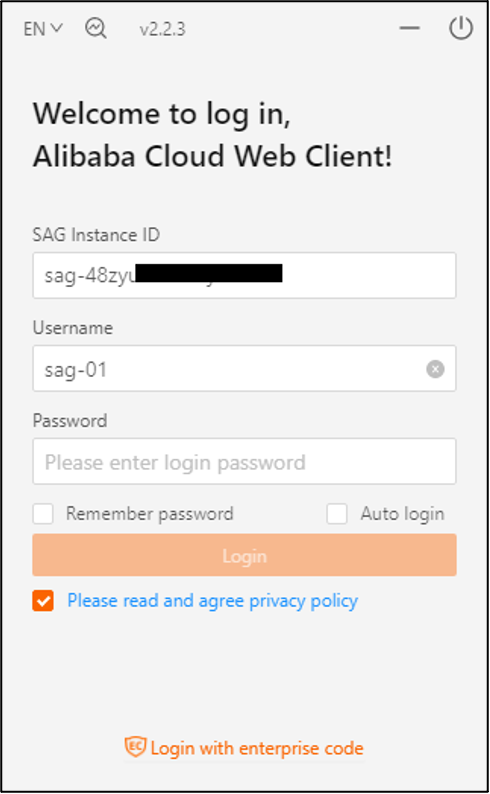 EN
v2.2.3
Welcome to log in,
Alibaba Cloud Web Client!
SAG Instance ID
sag-48zy
Username
sag-01
Password
Please enter login password
Remember password
Auto login
Login
Please read and agree privacy policy
EC
Login with enterprise code